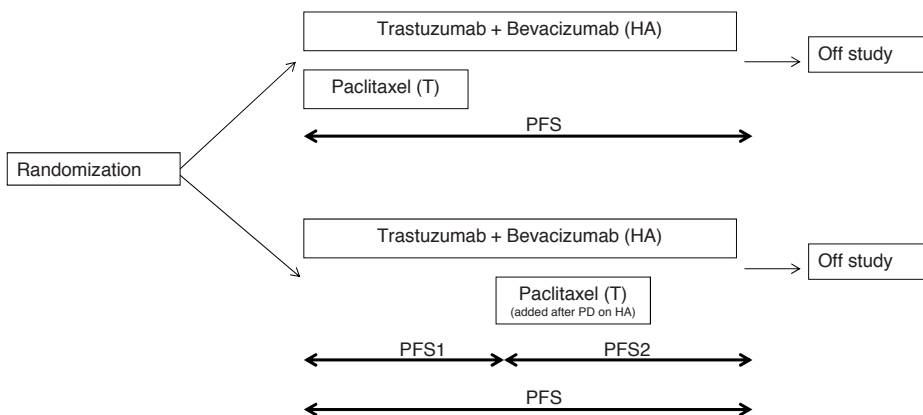 Trastuzumab + Bevacizumab (HA)
Off study
Paclitaxel (T)
PFS
Randomization
Trastuzumab + Bevacizumab (HA)
Off study
Paclitaxel (T)
(added after PD on HA)
PFS1 PFS2
PFS